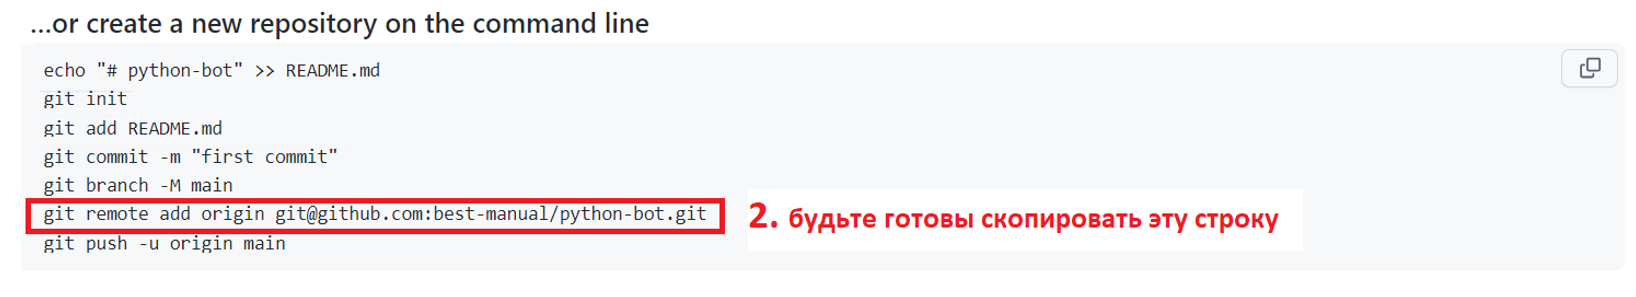 ...or create a new repository on the command line
echo "# python-bot" >> README.md
git init
git add README.md
git commit -m "first commit"
git branch -M main
git remote add origin git@github.com:best-manual/python-bot.git
2. будьте готовы скопировать эту строку
git push -u origin main